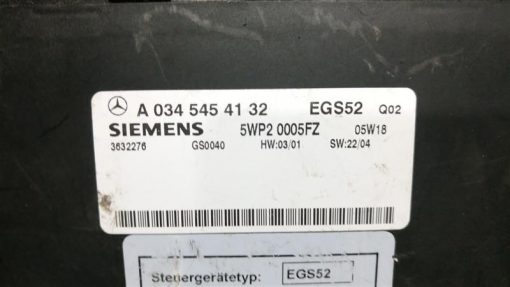 A 034 545 41 32 EGS52 Q02
SIEMENS 5WP2 0005FZ 05W18
3632276 GS0040 HW:03/01 SW:22/04
Steuergerätetyp: EGS52